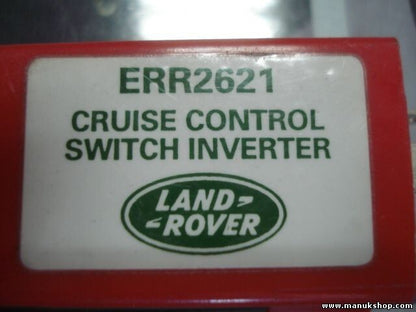 ERR2621
CRUISE CONTROL
SWITCH INVERTER
LAND-
-ROVER
www.manukshop.com